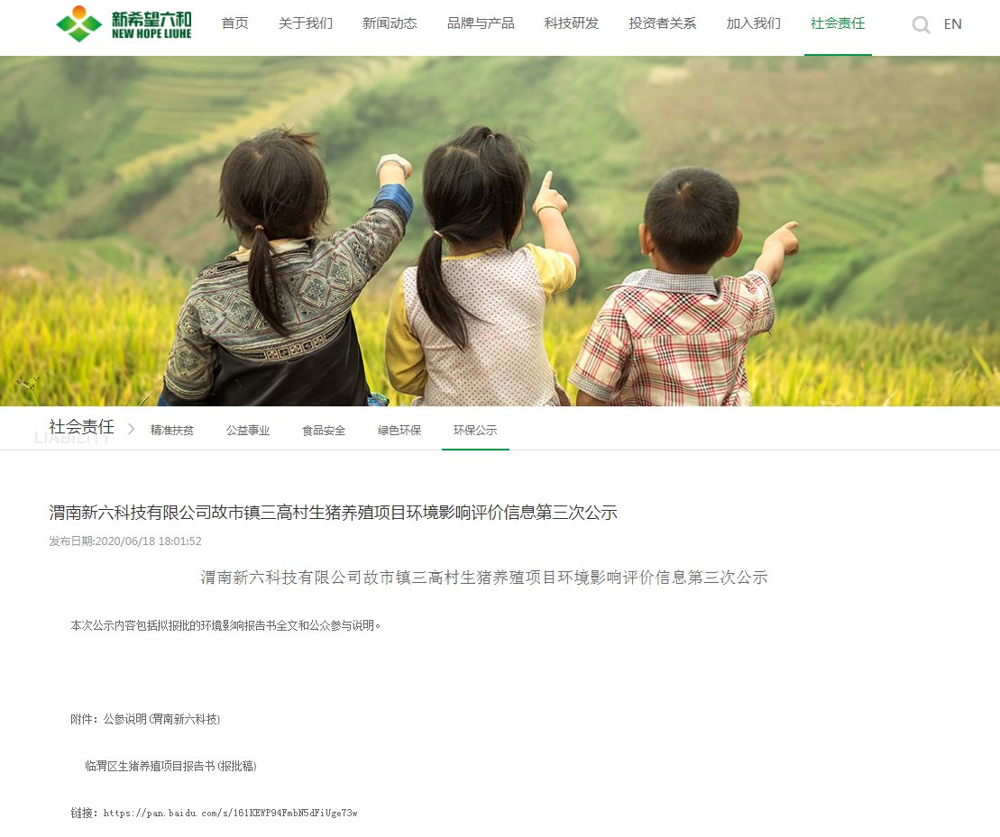 新希望六和
NEW HOPE LIUHE
首页 关于我们 新闻动态 品牌与产品 科技研发 投资者关系 加入我们 社会责任 EN
社会责任 精准扶贫 公益事业 食品安全 绿色环保 环保公示
LIABILITY
渭南新六科技有限公司故市镇三高村生猪养殖项目环境影响评价信息第三次公示
发布日期:2020/06/18 18:01:52
渭南新六科技有限公司故市镇三高村生猪养殖项目环境影响评价信息第三次公示
本次公示内容包括拟报批的环境影响报告书全文和公众参与说明。
附件：公参说明(渭南新六科技)
临渭区生猪养殖项目报告书(报批稿)
链接：https://pan.baidu.com/s/161KEWP94FmbN5dFiUge73w